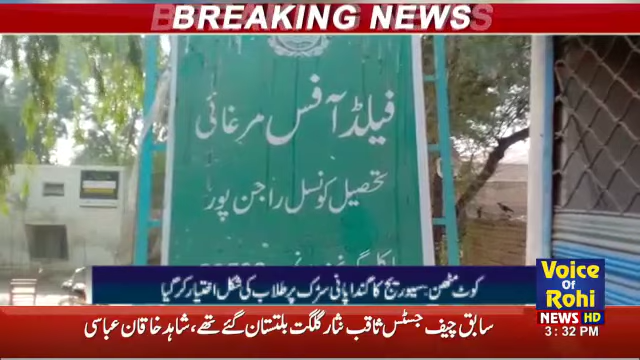 BREAKING NEWS
فیلڈ آفس مرغائی
تحصیل کونسل راجن پور
کوٹ مٹھن: سیوریج کا گندا پانی سڑک پر طلاب کی شکل اختیار کر گیا
سابق چیف جسٹس ثاقب نثار گلگت بلتستان گئے تھے، شاہد خاقان عباسی
Voice
Of
Rohi
NEWS HD
3:32 PM